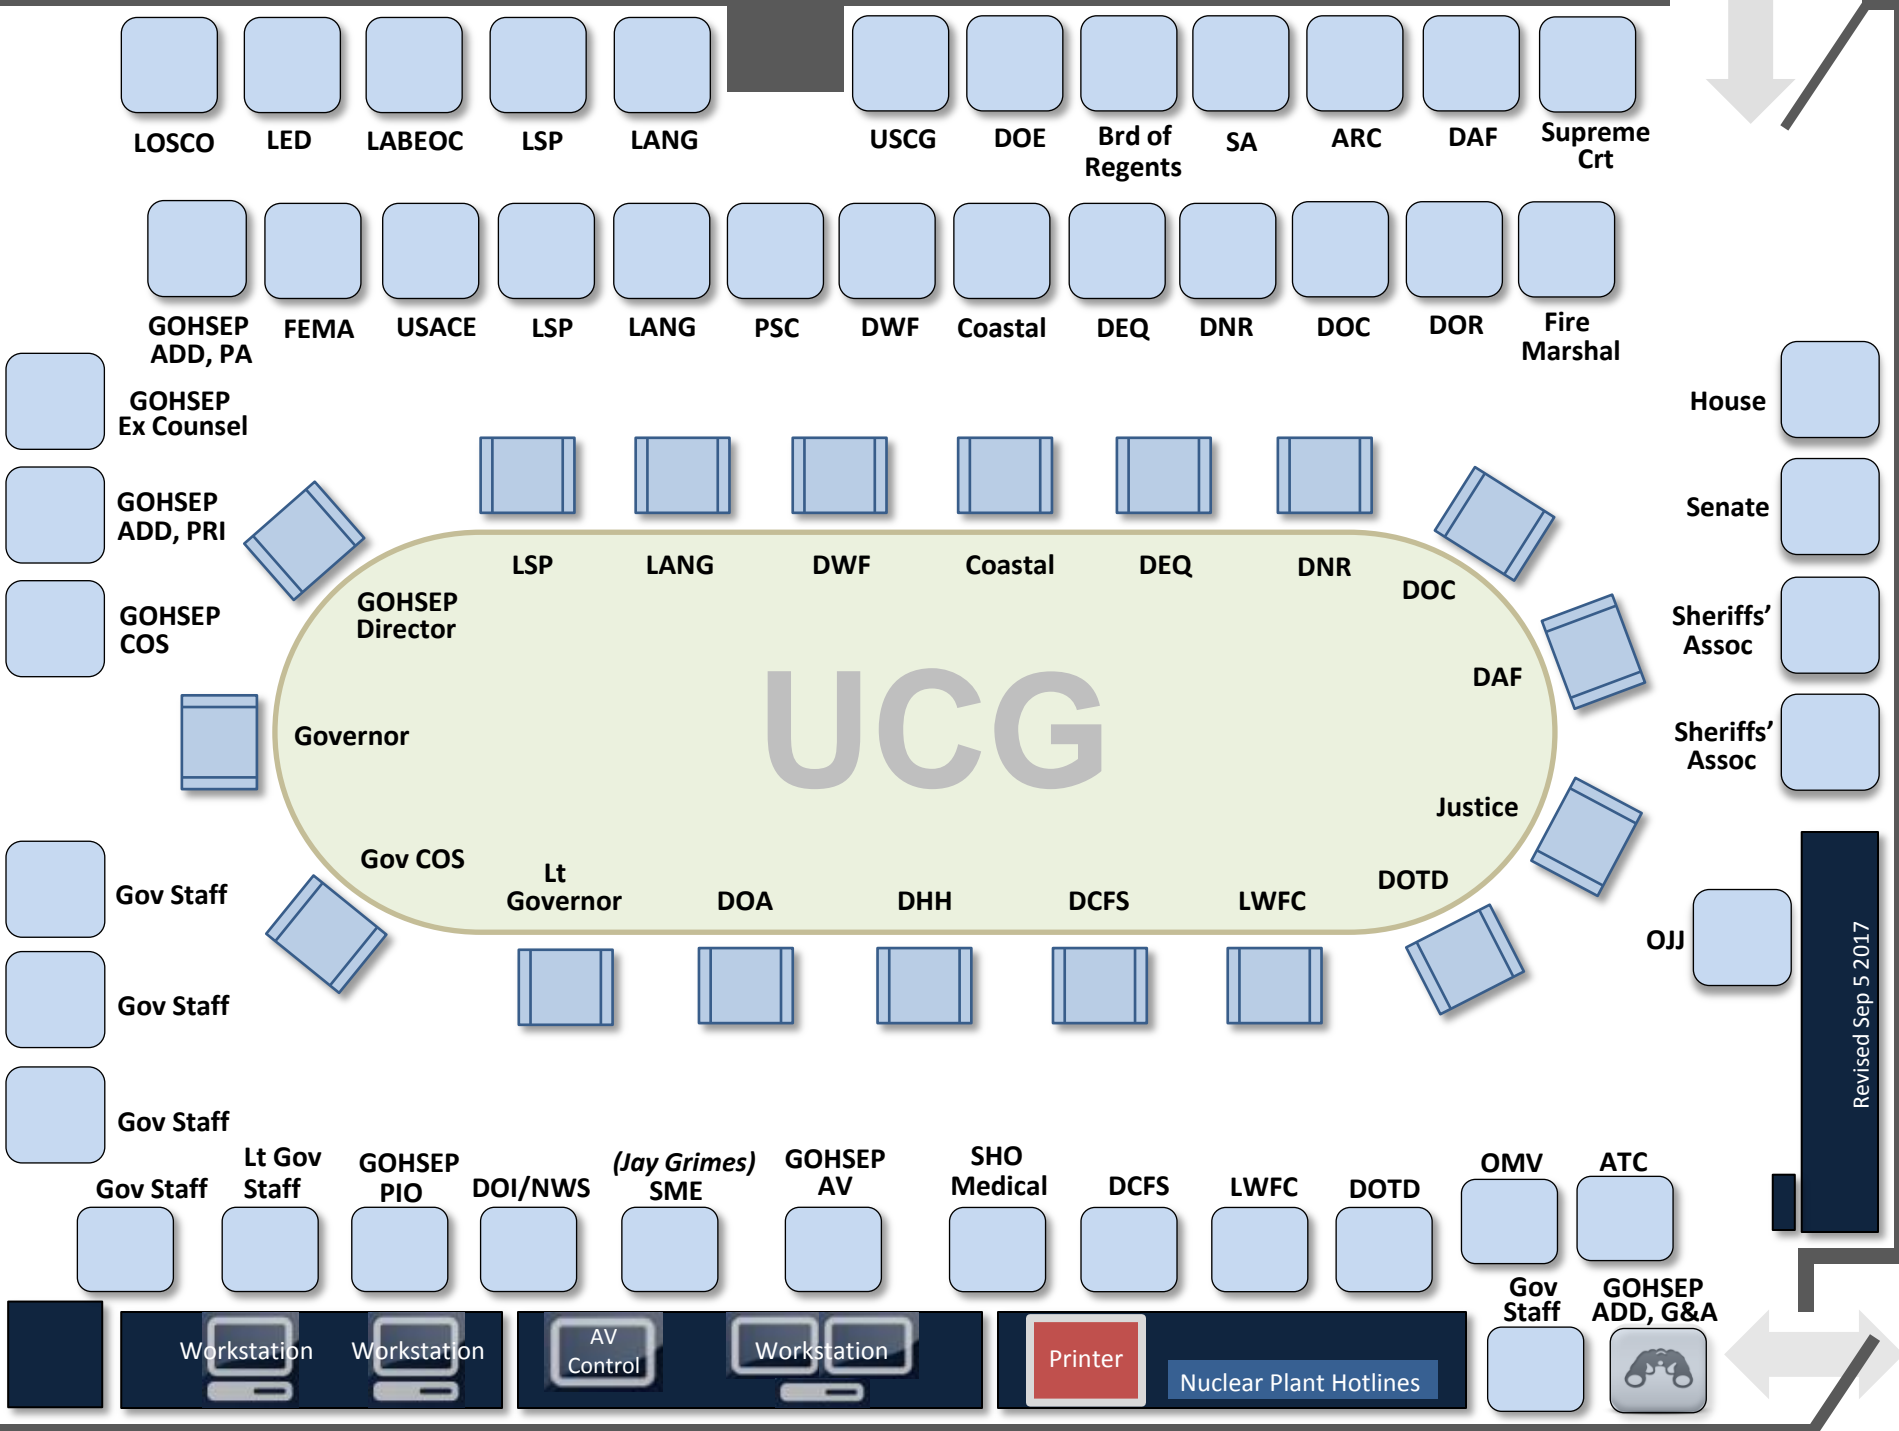 LOSCO LED LABEOC LSP LANG USCG DOE Brd of Regents SA ARC DAF Supreme Crt
GOHSEP ADD, PA FEMA USACE LSP LANG PSC DWF Coastal DEQ DNR DOC DOR Fire Marshal
GOHSEP
Ex Counsel
House
GOHSEP
ADD, PRI
Senate
GOHSEP
COS
Sheriffs'
Assoc
Sheriffs'
Assoc
LSP LANG DWF Coastal DEQ DNR DOC
GOHSEP
Director
DAF
Governor
UCG
Justice
Gov COS
Lt
Governor
DOA DHH DCFS LWFC DOTD
Gov Staff
OJJ
Revised Sep 5 2017
Gov Staff
Gov Staff
Gov Staff
Lt Gov
Staff
GOHSEP
PIO
DOI/NWS
(Jay Grimes)
SME
GOHSEP
AV
SHO
Medical
DCFS
LWFC
DOTD
OMV
ATC
Gov
Staff
GOHSEP
ADD, G&A
Workstation
Workstation
AV
Control
Workstation
Printer
Nuclear Plant Hotlines